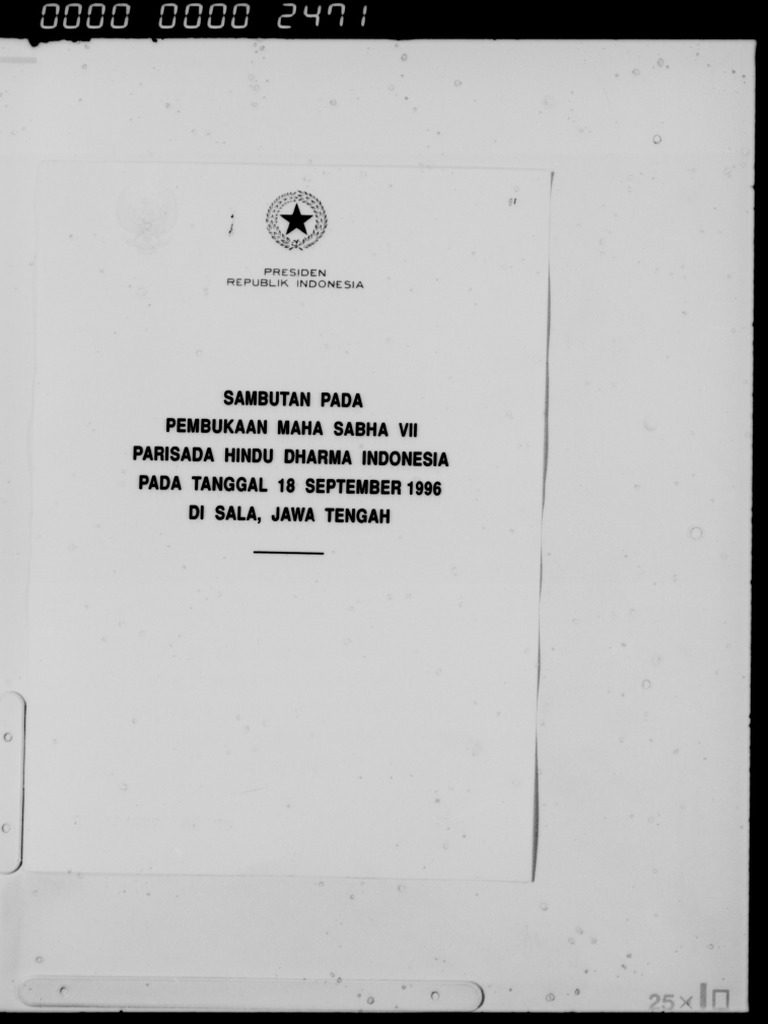 0000 0000 2471
PRESIDEN
REPUBLIK INDONESIA
SAMBUTAN PADA
PEMBUKAAN MAHA SABHA VII
PARISADA HINDU DHARMA INDONESIA
PADA TANGGAL 18 SEPTEMBER 1996
DI SALA, JAWA TENGAH
25×